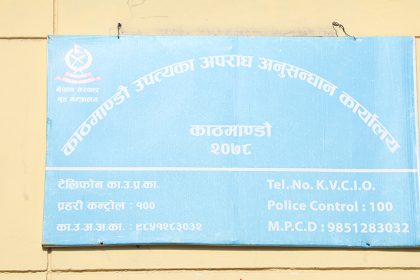 नेपाल सरकार
गृह मन्त्रालय
काठमाण्डौ उपत्यका अपराध अनुसन्धान कार्यालय
काठमाण्डौ
२०७८
टेलिफोन का.उ.प्र.का.
प्रहरी कन्ट्रोल : १००
का.उ.अ.अ.का. : ९८५१२८३०३२
Tel. No. K.V.C.I.O.
Police Control : 100
M.P.C.D : 9851283032